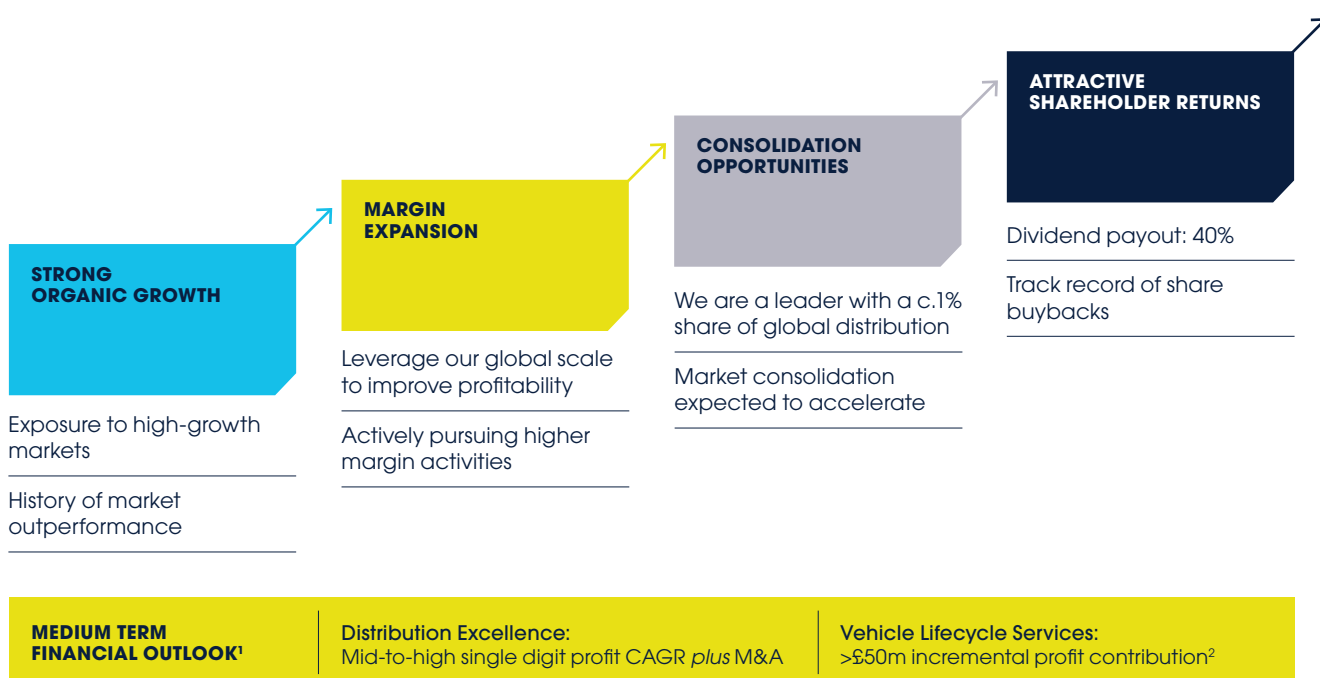 STRONG
ORGANIC GROWTH
Exposure to high-growth
markets
History of market
outperformance
MARGIN
EXPANSION
Leverage our global scale
to improve profitability
Actively pursuing higher
margin activities
CONSOLIDATION
OPPORTUNITIES
We are a leader with a c.1%
share of global distribution
Market consolidation
expected to accelerate
ATTRACTIVE
SHAREHOLDER RETURNS
Dividend payout: 40%
Track record of share
buybacks
MEDIUM TERM
FINANCIAL OUTLOOK¹
Distribution Excellence:
Mid-to-high single digit profit CAGR plus M&A
Vehicle Lifecycle Services:
>£50m incremental profit contribution²